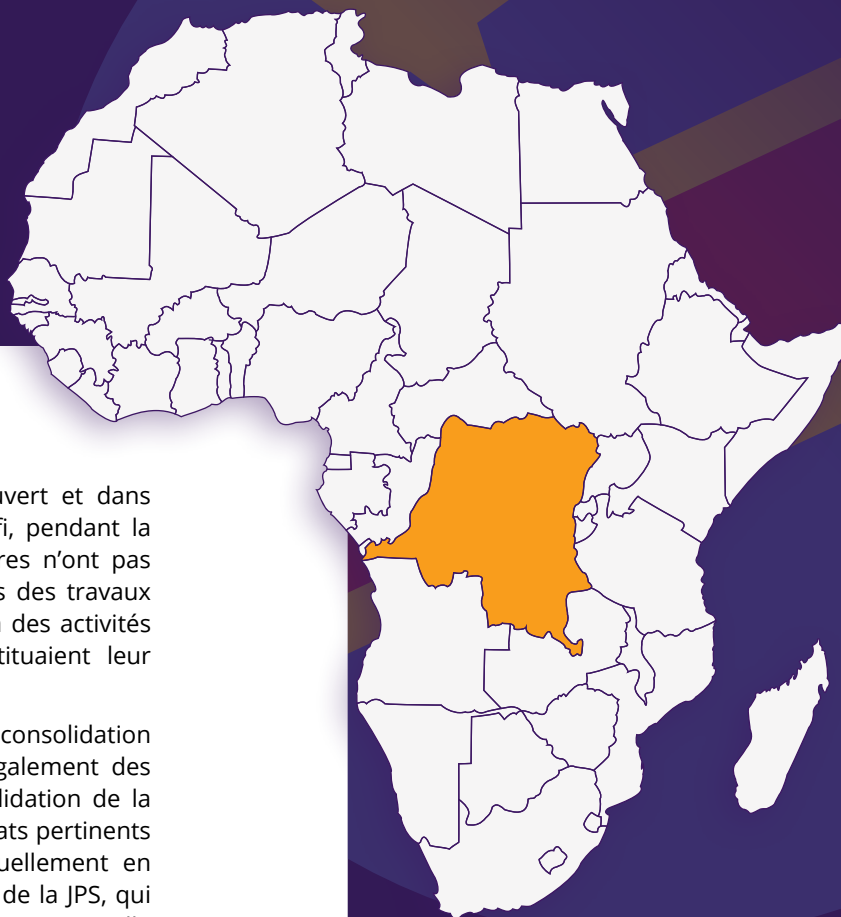 uvert et dans
fi, pendant la
res n'ont pas
s des travaux
des activités
tituaient leur
consolidation
galement des
lidation de la
ats pertinents
uellement en
de la JPS, qui